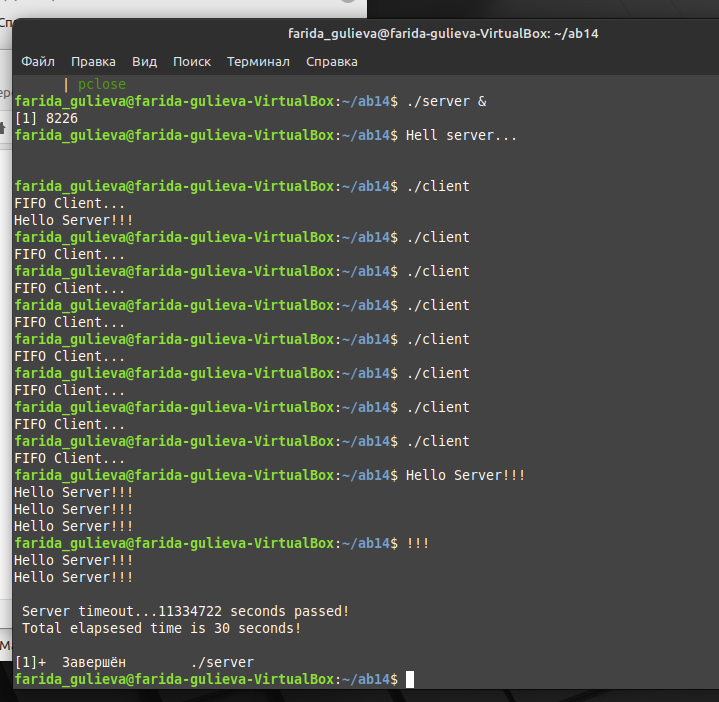 Сп
farida_gulieva@farida-gulieva-VirtualBox: ~/ab14
Файл Правка Вид Поиск Терминал Справка
| pclose
farida_gulieva@farida-gulieva-VirtualBox:~/ab14$ ./server &
[1] 8226
farida_gulieva@farida-gulieva-VirtualBox:~/ab14$ Hell server...
farida_gulieva@farida-gulieva-VirtualBox:~/ab14$ ./client
FIFO Client...
Hello Server!!!
farida_gulieva@farida-gulieva-VirtualBox:~/ab14$ ./client
FIFO Client...
farida_gulieva@farida-gulieva-VirtualBox:~/ab14$ ./client
FIFO Client...
farida_gulieva@farida-gulieva-VirtualBox:~/ab14$ ./client
FIFO Client...
farida_gulieva@farida-gulieva-VirtualBox:~/ab14$ ./client
FIFO Client...
farida_gulieva@farida-gulieva-VirtualBox:~/ab14$ ./client
FIFO Client...
farida_gulieva@farida-gulieva-VirtualBox:~/ab14$ ./client
FIFO Client...
farida_gulieva@farida-gulieva-VirtualBox:~/ab14$ ./client
FIFO Client...
farida_gulieva@farida-gulieva-VirtualBox:~/ab14$ Hello Server!!!
Hello Server!!!
Hello Server!!!
Hello Server!!!
farida_gulieva@farida-gulieva-VirtualBox:~/ab14$ !!!
Hello Server!!!
Hello Server!!!
Server timeout...11334722 seconds passed!
Total elapsesed time is 30 seconds!
[1]+ Завершён ./server
farida_gulieva@farida-gulieva-VirtualBox:~/ab14$